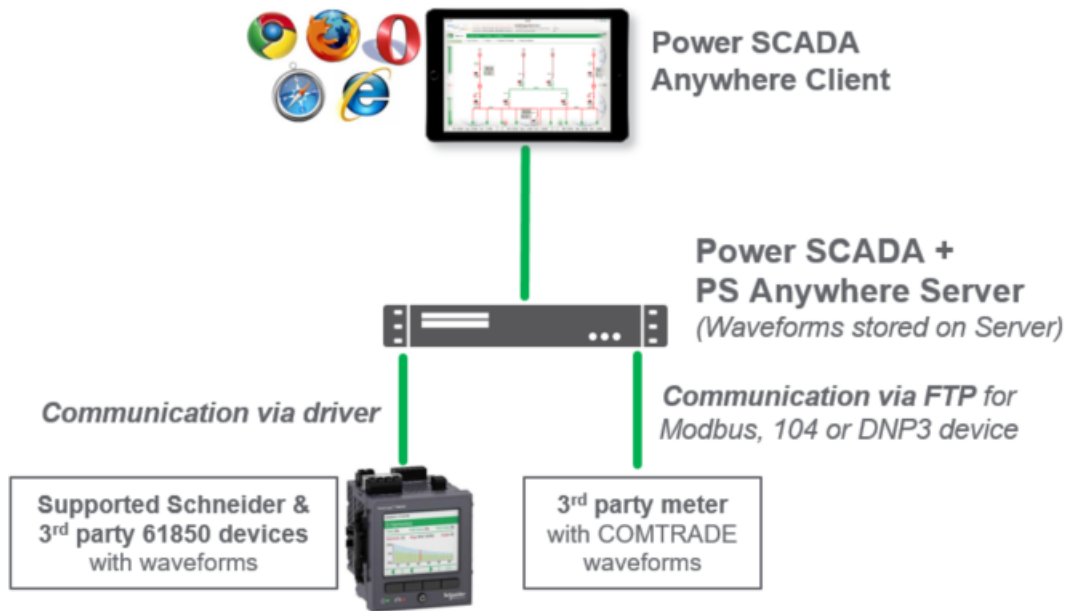 Power SCADA
Anywhere Client
Power SCADA +
PS Anywhere Server
(Waveforms stored on Server)
Communication via driver
Communication via FTP for
Modbus, 104 or DNP3 device
Supported Schneider &
3rd party 61850 devices
with waveforms
3rd party meter
with COMTRADE
waveforms
Schneider